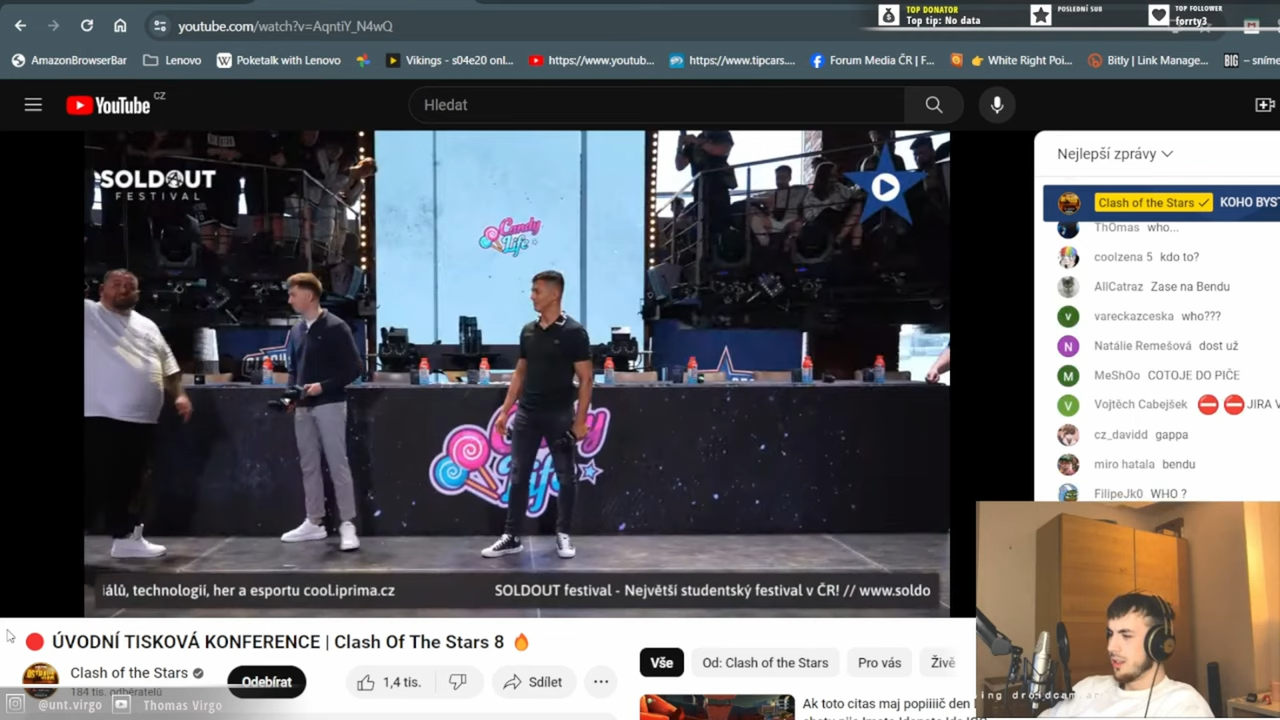 youtube.com/watch?v=AqntiY_N4wQ
TOP DONATOR
Top tip: No data
POSLEDNÍ SUB
TOP FOLLOWER
forrty3
AmazonBrowserBar
Lenovo
Poketalk with Lenovo
Vikings - s04e20 onl...
https://www.youtub...
https://www.tipcars....
Forum Media ČR | F...
White Right Poi...
Bitly | Link Manage...
BIG – sníme
YouTube CZ
Hledat
SOLDOUT
FESTIVAL
Candy
Life
Candy
Life
álů, technologií, her a esportu cool.iprima.cz
SOLDOUT festival - Největší studentský festival v ČR! // www.soldo
Nejlepší zprávy
Clash of the Stars KOHO BYST
Th0mas who...
coolzena 5 kdo to?
AllCatraz Zase na Bendu
vareckazceska who???
Natálie Remešová dost už
MeShOo COTOJE DO PIČE
Vojtěch Cabejšek JIRA V
cz_davidd gappa
miro hatala bendu
FilipeJk0 WHO ?
ÚVODNÍ TISKOVÁ KONFERENCE | Clash Of The Stars 8
Clash of the Stars
184 tis. odběratelů
Odebírat
1,4 tis.
Sdílet
Vše
Od: Clash of the Stars
Pro vás
Živě
Ako toto citas maj popiiiič den
@unt.virgo
Thomas Virgo